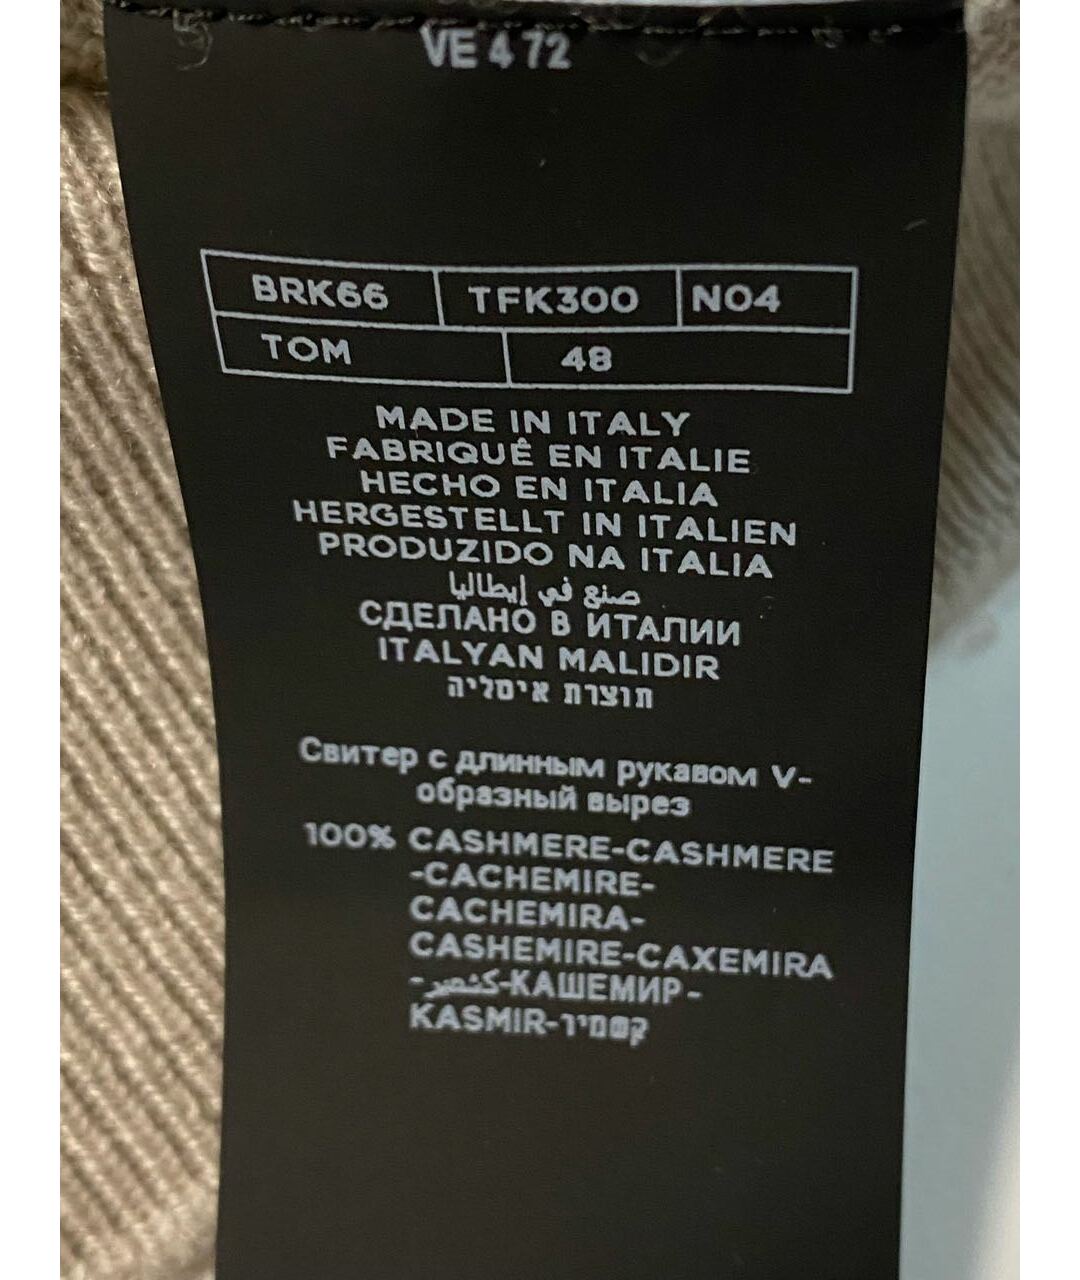 VE 4 72
BRK66 TFK300 N04
TOM 48
MADE IN ITALY
FABRIQUÊ EN ITALIE
HECHO EN ITALIA
HERGESTELLT IN ITALIEN
PRODUZIDO NA ITALIA
صنع في إيطاليا
СДЕЛАНО В ИТАЛИИ
ITALYAN MALIDIR
תוצרת איטליה
Свитер с длинным рукавом V-
образный вырез
100% CASHMERE-CASHMERE
-CACHEMIRE-
CACHEMIRA-
CASHEMIRE-CAXEMIRA
-كشمير-КАШЕМИР-
KASMIR-קשמיר